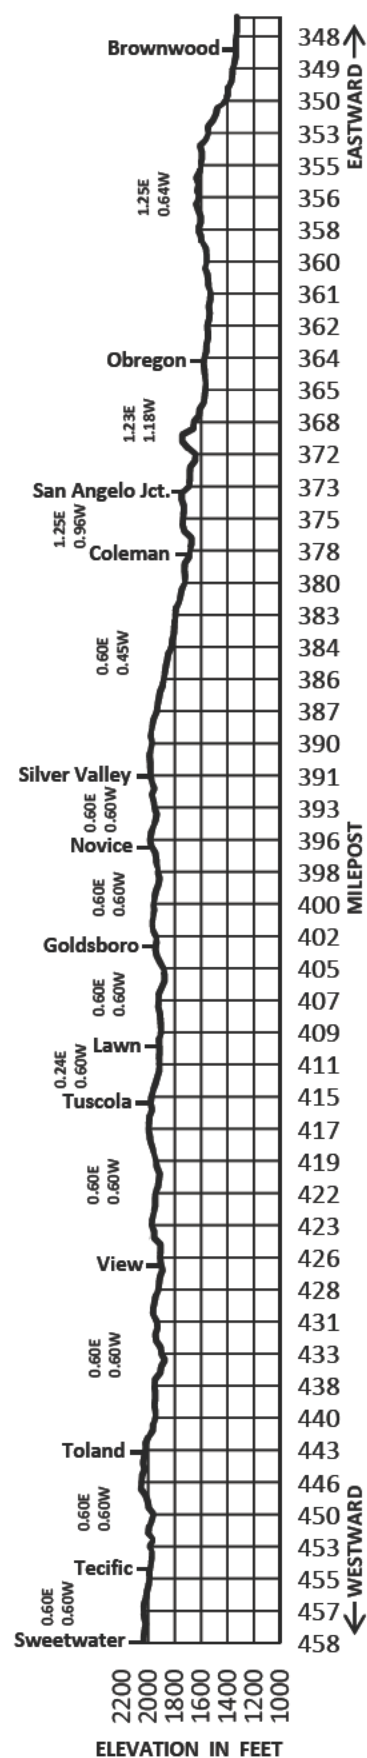 Brownwood
348
349
350
353
355
1.25E
0.64W
356
358
360
361
362
Obregon
364
365
1.23E
1.18W
368
372
San Angelo Jct.
373
1.25E
0.96W
375
Coleman
378
380
383
0.60E
0.45W
384
386
387
390
Silver Valley
391
0.60E
0.60W
393
Novice
396
398
0.60E
0.60W
400
Goldsboro
402
405
0.60E
0.60W
407
409
Lawn
0.24E
0.60W
411
Tuscola
415
417
419
0.60E
0.60W
422
423
View
426
428
431
0.60E
0.60W
433
438
440
Toland
443
446
0.60E
0.60W
450
453
Tecific
455
0.60E
0.60W
457
Sweetwater
458
EASTWARD
MILEPOST
WESTWARD
2200
2000
1800
1600
1400
1200
1000
ELEVATION IN FEET